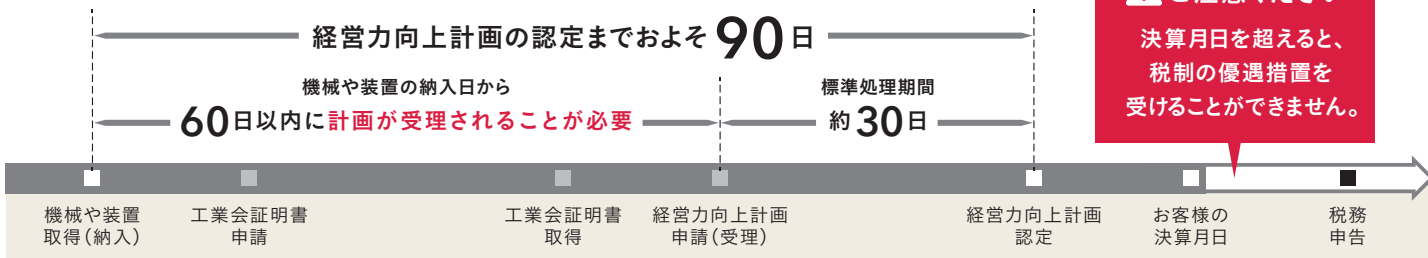 経営力向上計画の認定までおよそ90日
機械や装置の納入日から
60日以内に計画が受理されることが必要
標準処理期間
約30日
決算月日を超えると、
税制の優遇措置を
受けることができません。
機械や装置
取得(納入)
工業会証明書
申請
工業会証明書
取得
経営力向上計画
申請(受理)
経営力向上計画
認定
お客様の
決算月日
税務
申告